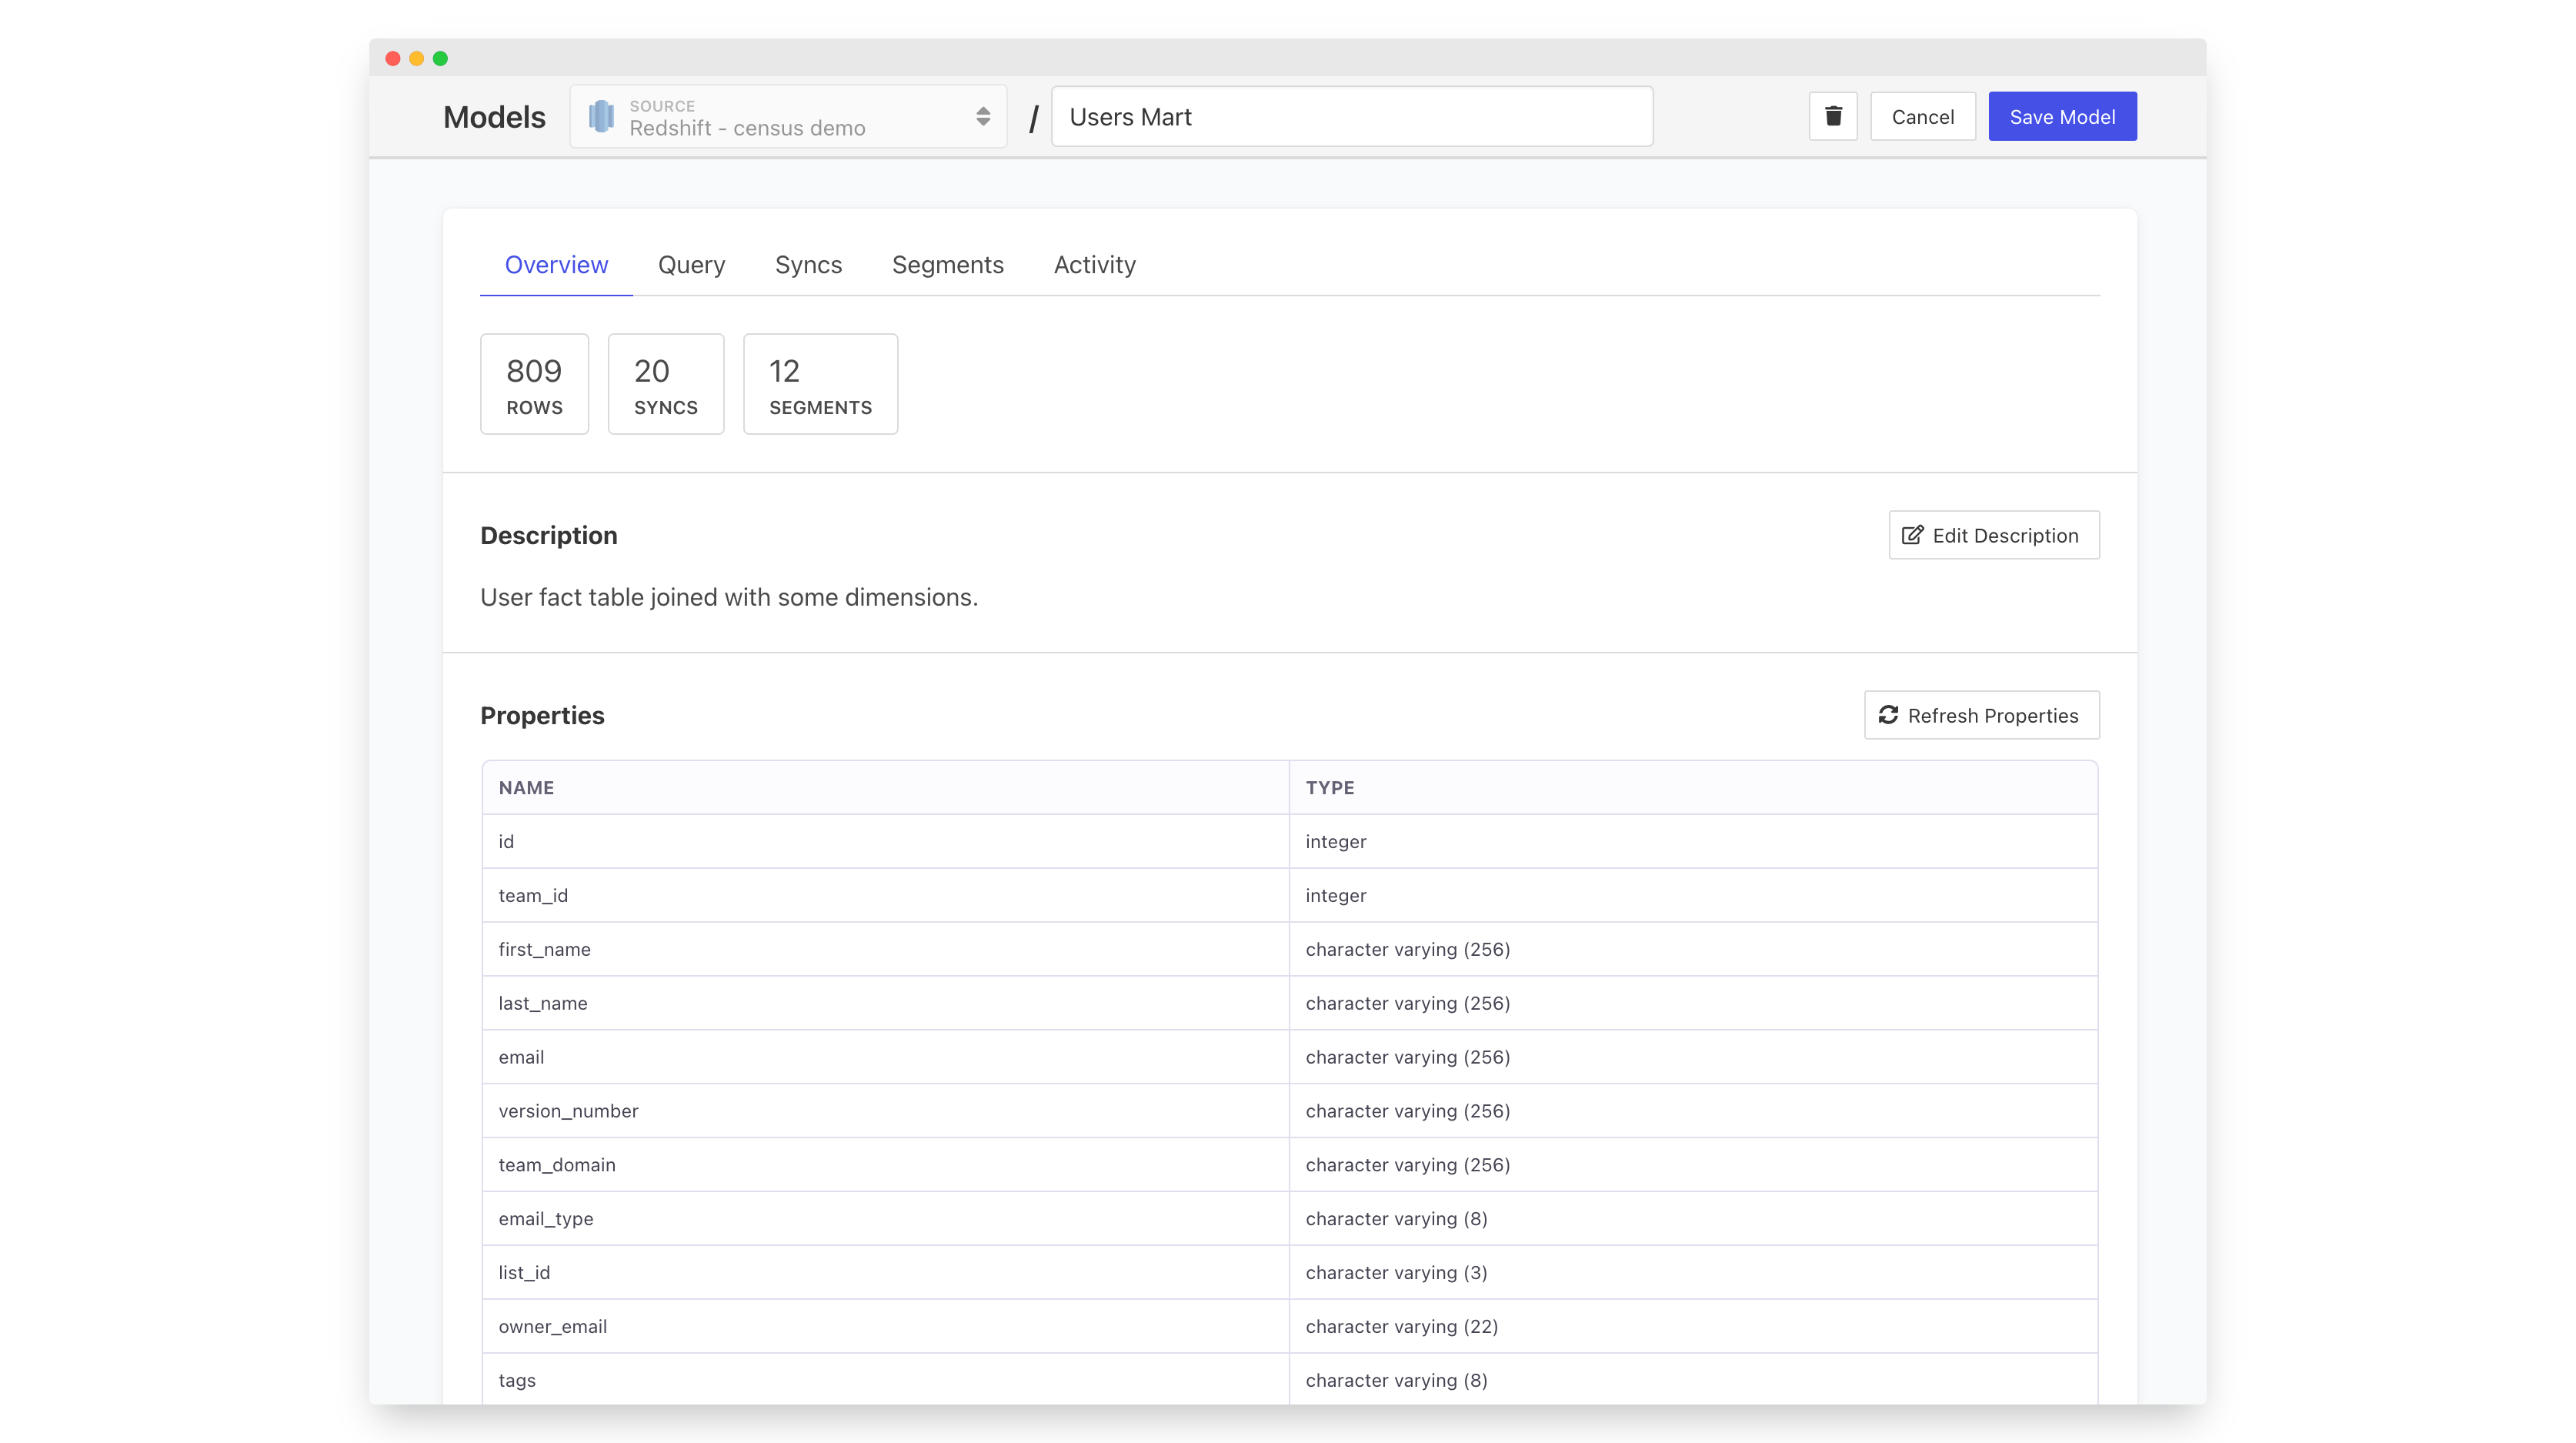 Models
SOURCE
Redshift - census demo
/
Users Mart
Cancel
Save Model
Overview Query Syncs Segments Activity
809 20 12
ROWS SYNCS SEGMENTS
Description
Edit Description
User fact table joined with some dimensions.
Properties
Refresh Properties
NAME TYPE
id integer
team_id integer
first_name character varying (256)
last_name character varying (256)
email character varying (256)
version_number character varying (256)
team_domain character varying (256)
email_type character varying (8)
list_id character varying (3)
owner_email character varying (22)
tags character varying (8)